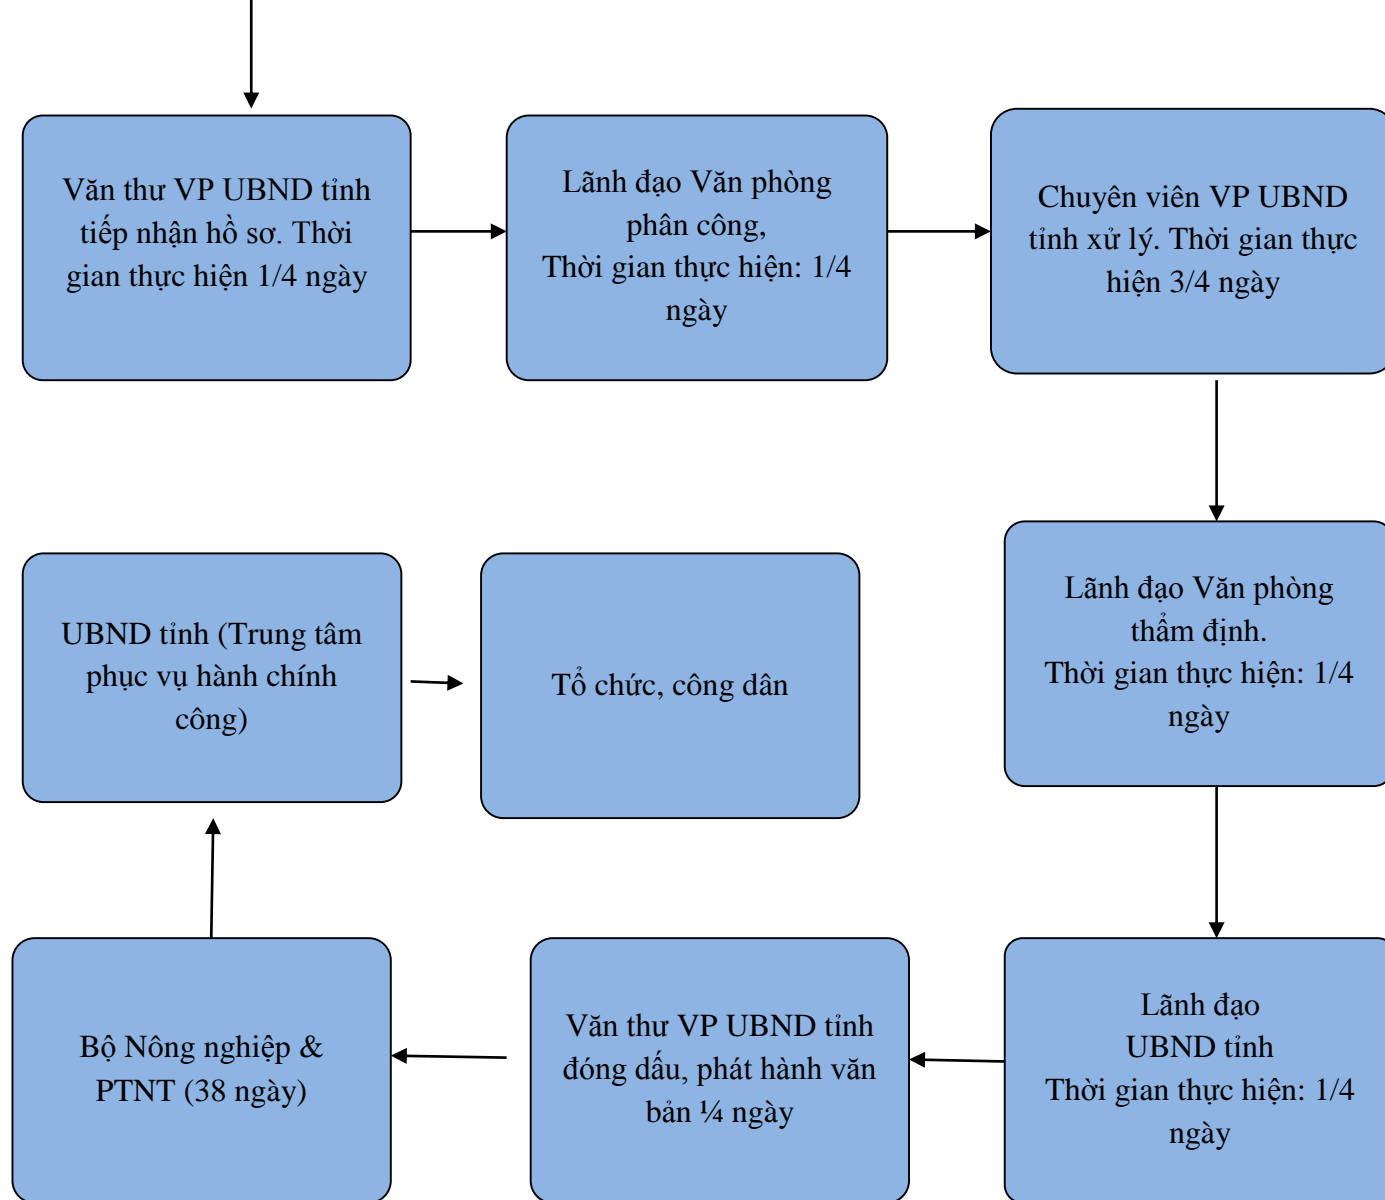 Văn thư VP UBND tỉnh
tiếp nhận hồ sơ. Thời
gian thực hiện 1/4 ngày
Lãnh đạo Văn phòng
phân công,
Thời gian thực hiện: 1/4
ngày
Chuyên viên VP UBND
tỉnh xử lý. Thời gian thực
hiện 3/4 ngày
Lãnh đạo Văn phòng
thẩm định.
Thời gian thực hiện: 1/4
ngày
Lãnh đạo
UBND tỉnh
Thời gian thực hiện: 1/4
ngày
Văn thư VP UBND tỉnh
đóng dấu, phát hành văn
bản ¼ ngày
Bộ Nông nghiệp &
PTNT (38 ngày)
UBND tỉnh (Trung tâm
phục vụ hành chính
công)
Tổ chức, công dân